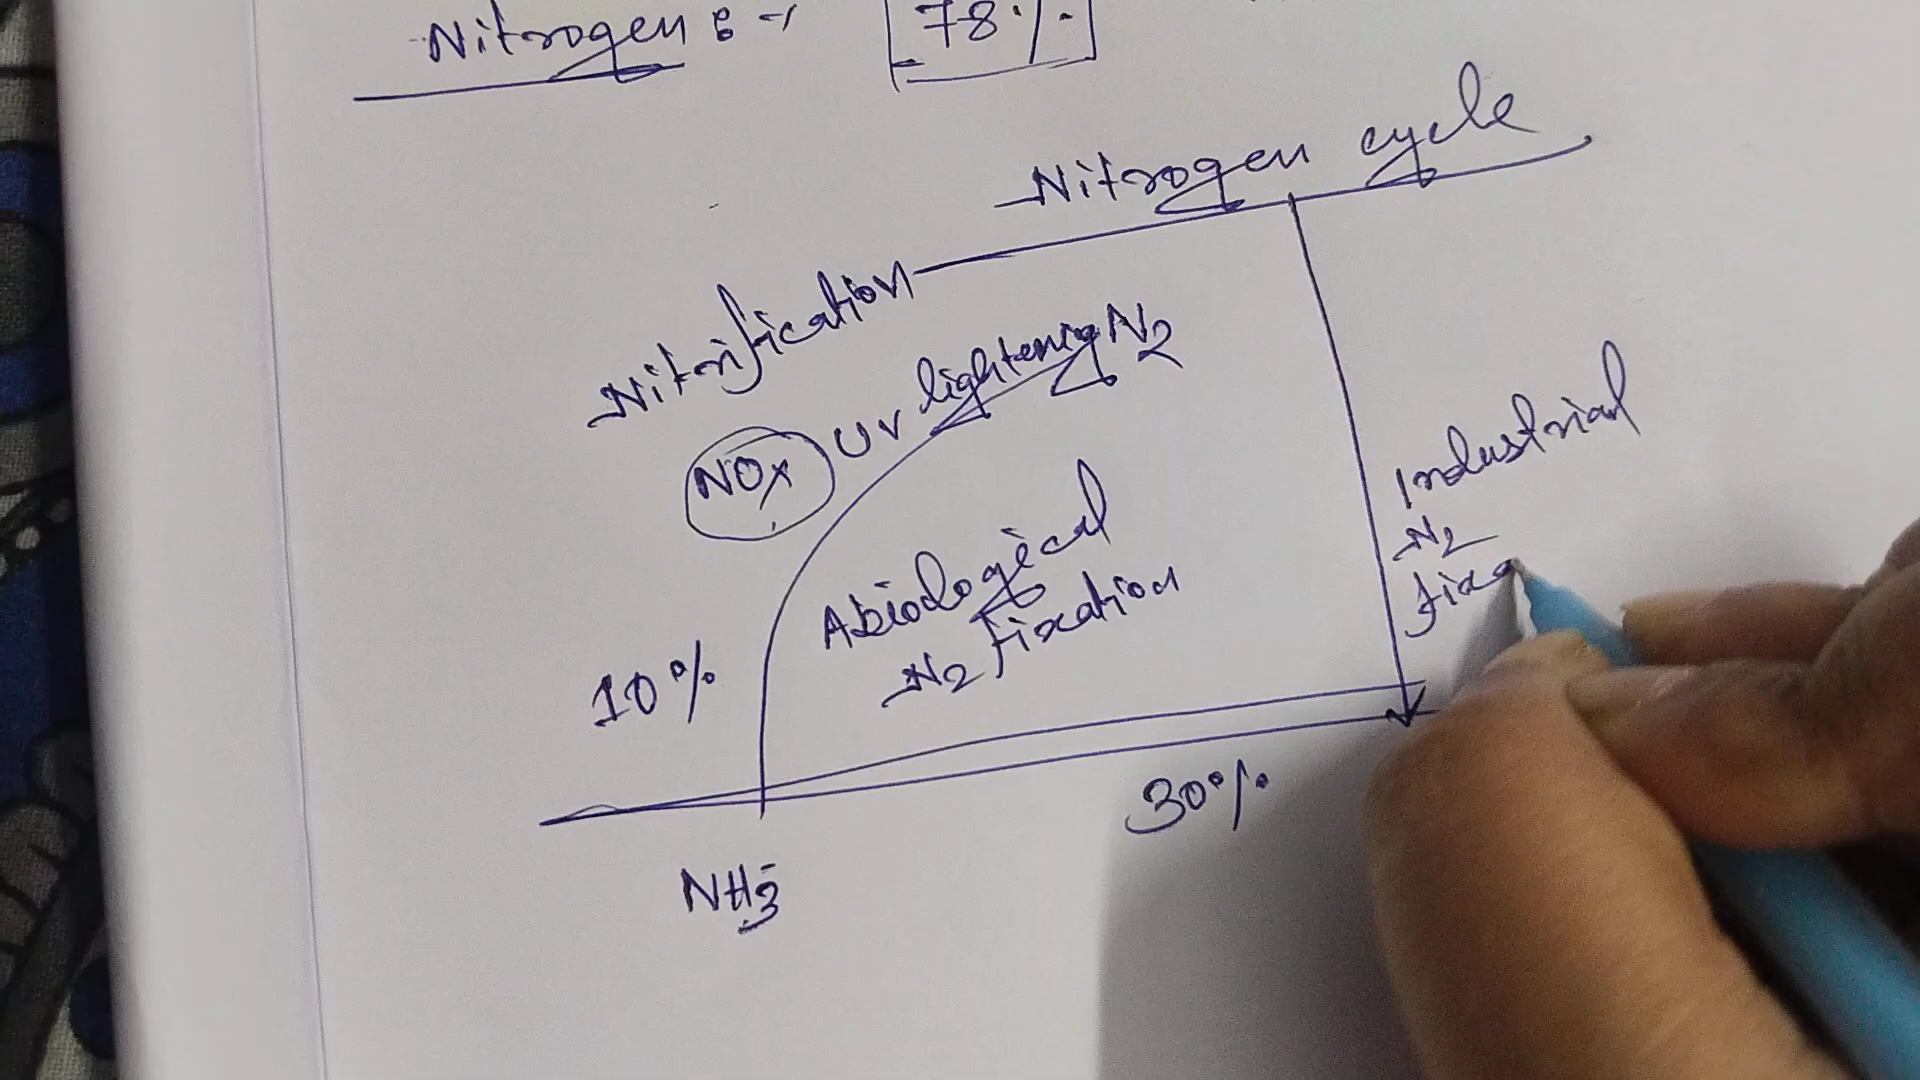 Nitrogen :- 78%.
Nitrogen cycle
Nitrification
NOx UV lightening N2
Abiological
N2 fixation
Industrial
N2
fixa
10%
30%
NH3